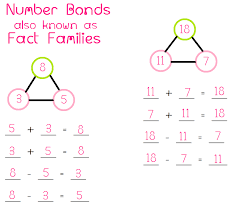 Number Bonds
also known as
Fact Families
8
3 5
5 + 3 = 8
3 + 5 = 8
8 - 5 = 3
8 - 3 = 5
18
11 7
11 + 7 = 18
7 + 11 = 18
18 - 11 = 7
18 - 7 = 11